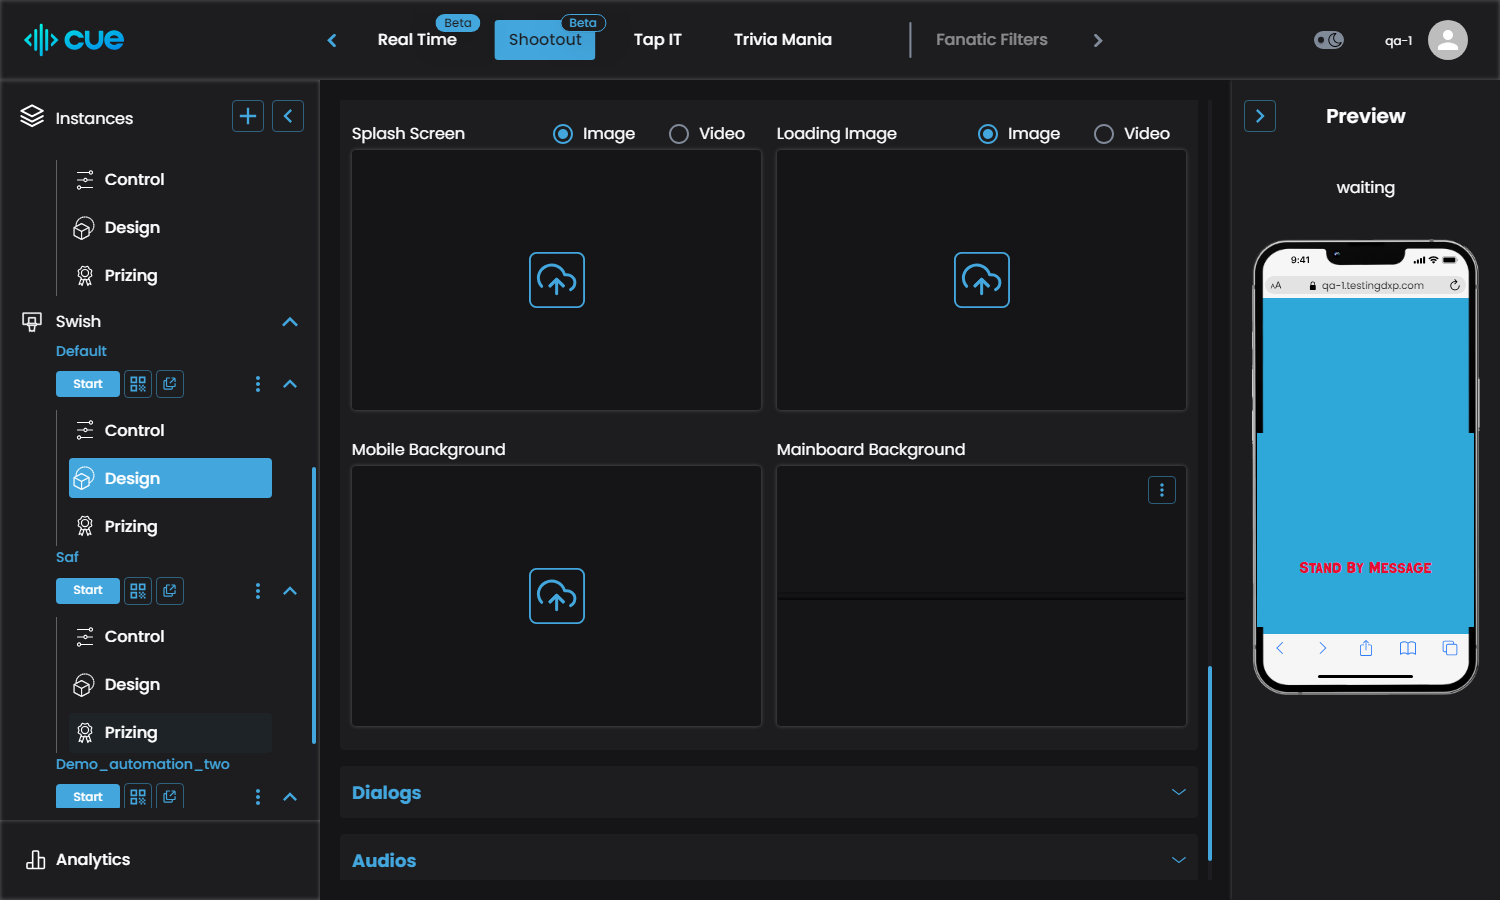 cue
Real Time
Beta
Shootout
Beta
Tap IT
Trivia Mania
Fanatic Filters
qa-1
Instances
Control
Design
Prizing
Swish
Default
Start
Control
Design
Prizing
Saf
Start
Control
Design
Prizing
Demo_automation_two
Start
Analytics
Splash Screen
Image
Video
Loading Image
Image
Video
Mobile Background
Mainboard Background
Dialogs
Audios
Preview
waiting
9:41
AA
qa-1.testingdxp.com
Stand By Message